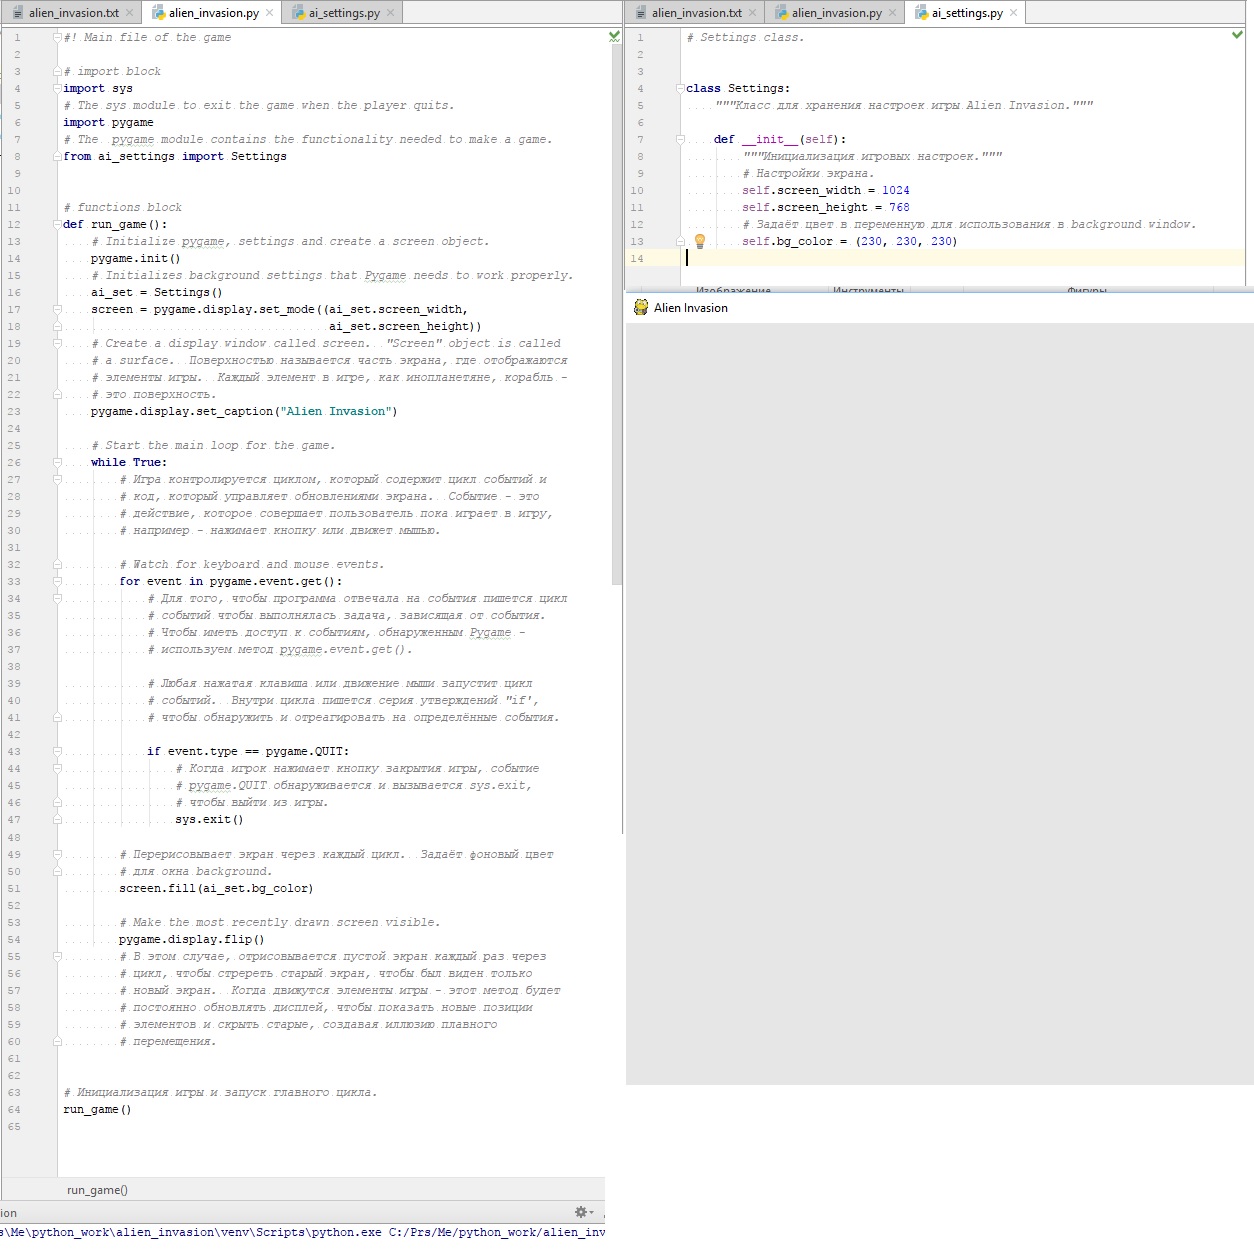 alien_invasion.txt alien_invasion.py ai_settings.py
1 #! Main file of the game
2
3 # import block
4 import sys
5 # The sys module to exit the game when the player quits.
6 import pygame
7 # The pygame module contains the functionality needed to make a game.
8 from ai_settings import Settings
9
10
11 # functions block
12 def run_game():
13 # Initialize pygame, settings and create a screen object.
14 pygame.init()
15 # Initializes background settings that Pygame needs to work properly.
16 ai_set = Settings()
17 screen = pygame.display.set_mode((ai_set.screen_width,
18 ai_set.screen_height))
19 # Create a display window called screen. "Screen" object is called
20 # a surface. Поверхностью называется часть экрана, где отображаются
21 # элементы игры. Каждый элемент в игре, как инопланетяне, корабль -
22 # это поверхность.
23 pygame.display.set_caption("Alien Invasion")
24
25 # Start the main loop for the game.
26 while True:
27 # Игра контролируется циклом, который содержит цикл событий и
28 # код, который управляет обновлениями экрана. Событие - это
29 # действие, которое совершает пользователь пока играет в игру,
30 # например - нажимает кнопку или движет мышью.
31
32 # Watch for keyboard and mouse events.
33 for event in pygame.event.get():
34 # Для того, чтобы программа отвечала на события пишется цикл
35 # событий чтобы выполнялась задача, зависящая от события.
36 # Чтобы иметь доступ к событиям, обнаруженным Pygame -
37 # используем метод pygame.event.get().
38
39 # Любая нажатая клавиша или движение мыши запустит цикл
40 # событий. Внутри цикла пишется серия утверждений "if",
41 # чтобы обнаружить и отреагировать на определённые события.
42
43 if event.type == pygame.QUIT:
44 # Когда игрок нажимает кнопку закрытия игры, событие
45 # pygame.QUIT обнаруживается и вызывается sys.exit,
46 # чтобы выйти из игры.
47 sys.exit()
48
49 # Перерисовывает экран через каждый цикл. Задаёт фоновый цвет
50 # для окна background.
51 screen.fill(ai_set.bg_color)
52
53 # Make the most recently drawn screen visible.
54 pygame.display.flip()
55 # В этом случае, отрисовывается пустой экран каждый раз через
56 # цикл, чтобы стререть старый экран, чтобы был виден только
57 # новый экран. Когда движутся элементы игры - этот метод будет
58 # постоянно обновлять дисплей, чтобы показать новые позиции
59 # элементов и скрыть старые, создавая иллюзию плавного
60 # перемещения.
61
62
63 # Инициализация игры и запуск главного цикла.
64 run_game()
65
run_game()
ion
s\Me\python_work\alien_invasion\venv\Scripts\python.exe C:/Prs/Me/python_work/alien_inv
alien_invasion.txt alien_invasion.py ai_settings.py
1 # Settings class.
2
3
4 class Settings:
5 """Класс для хранения настроек игры Alien Invasion."""
6
7 def __init__(self):
8 """Инициализация игровых настроек."""
9 # Настройки экрана.
10 self.screen_width = 1024
11 self.screen_height = 768
12 # Задаёт цвет в переменную для использования в background window.
13 self.bg_color = (230, 230, 230)
14
Изображение Инструменты Фигуры
Alien Invasion